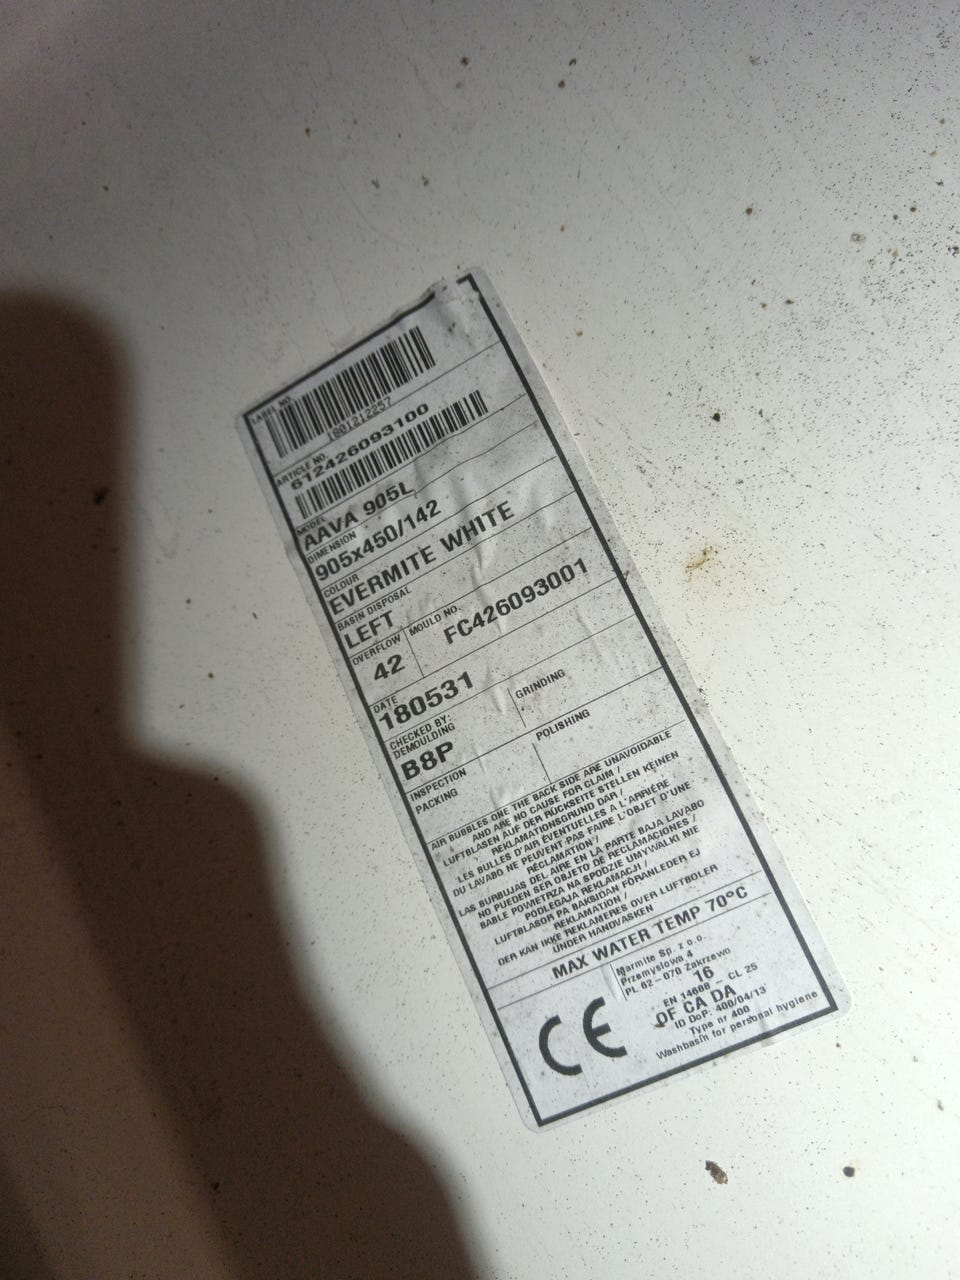 LABEL NO.
1801212257
ARTICLE NO.
612426093100
MODEL
AAVA 905L
DIMENSION
905x450/142
COLOUR
EVERMITE WHITE
BASIN DISPOSAL
LEFT
OVERFLOW MOULD NO.
42 FC426093001
DATE
180531
CHECKED BY:
DEMOULDING GRINDING
B8P
INSPECTION POLISHING
PACKING
AIR BUBBLES ONE THE BACK SIDE ARE UNAVOIDABLE
AND ARE NO CAUSE FOR CLAIM /
LUFTBLASEN AUF DER RÜCKSEITE STELLEN KEINEN
REKLAMATIONSGRUND DAR /
LES BULLES D'AIR ÉVENTUELLES A L'ARRIÈRE
DU LAVABO NE PEUVENT PAS FAIRE L'OBJET D'UNE
RÉCLAMATION /
LAS BURBUJAS DEL AIRE EN LA PARTE BAJA LAVABO
NO PUEDEN SER OBJETO DE RECLAMACIONES /
BABLE POWIETRZA NA SPODZIE UMYWALKI NIE
PODLEGAJA REKLAMACJI /
LUFTBLÅSOR PÅ BAKSIDAN FÖRANLEDER EJ
REKLAMATION /
DER KAN IKKE REKLAMERES OVER LUFTBOLER
UNDER HANDVASKEN
MAX WATER TEMP 70°C
CE
Marmite Sp. z o.o.
Przemyslowa 4
PL 62-070 Zakrzewo
16
EN 14688 - CL 25
OF CA DA
ID DoP: 400/04/13
Type nr 400
Washbasin for personal hygiene